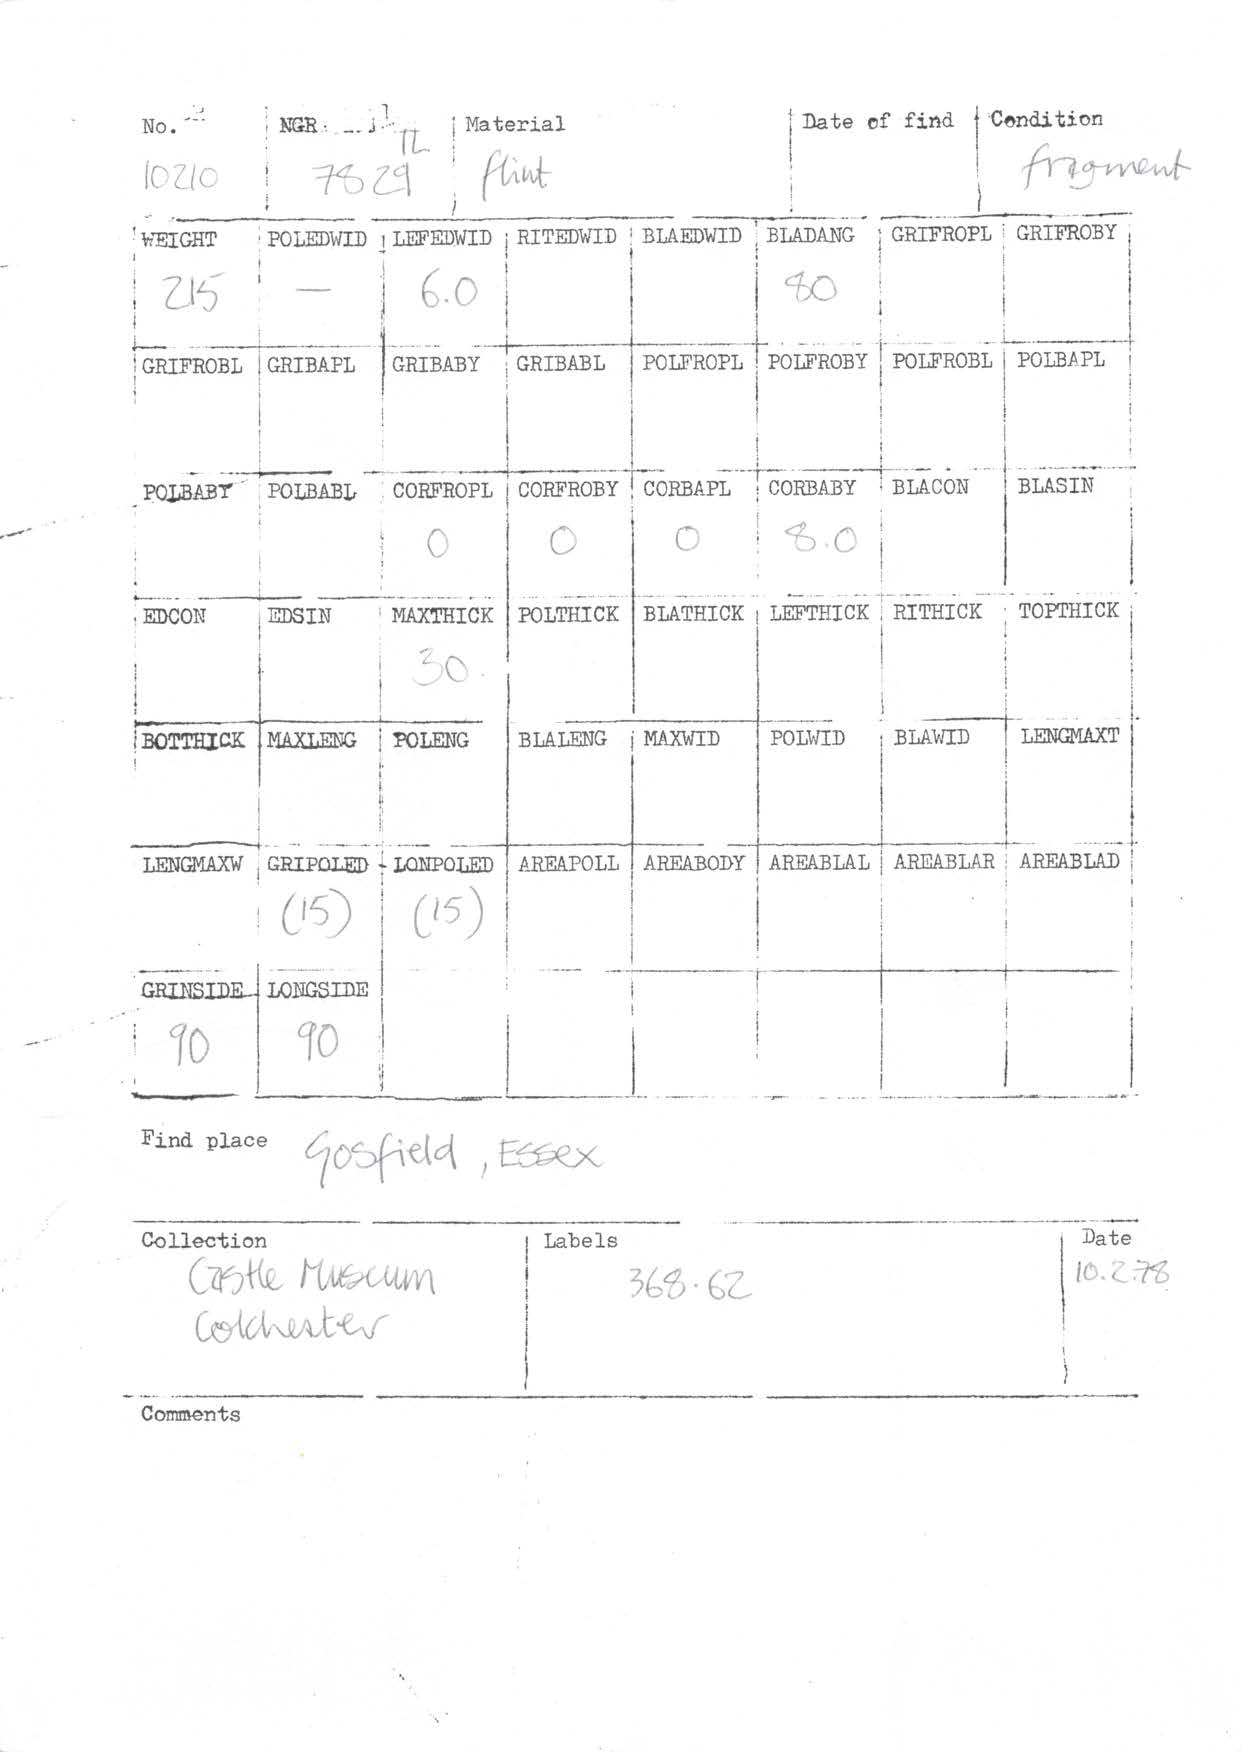 No. NGR Material Date of find Condition
10210 TL 7829 flint fragment
WEIGHT POLEDWID LEFEDWID RITEDWID BLAEDWID BLADANG GRIFROPL GRIFROBY
215 — 6.0 80
GRIFROBL GRIBAPL GRIBABY GRIBABL POLFROPL POLFROBY POLFROBL POLBAPL
POLBABY POLBABL CORFROPL CORFROBY CORBAPL CORBABY BLACON BLASIN
0 0 0 8.0
EDCON EDSIN MAXTHICK POLTHICK BLATHICK LEFTHICK RITHICK TOPTHICK
30
BOTTHICK MAXLENG POLENG BLALENG MAXWID POLWID BLAWID LENGMAXT
LENGMAXW GRIPOLED LONPOLED AREAPOLL AREABODY AREABLAL AREABLAR AREABLAD
(15) (15)
GRINSIDE LONGSIDE
90 90
Find place Gosfield, Essex
Collection Labels Date
Castle Museum 368.62 10.2.78
Colchester
Comments